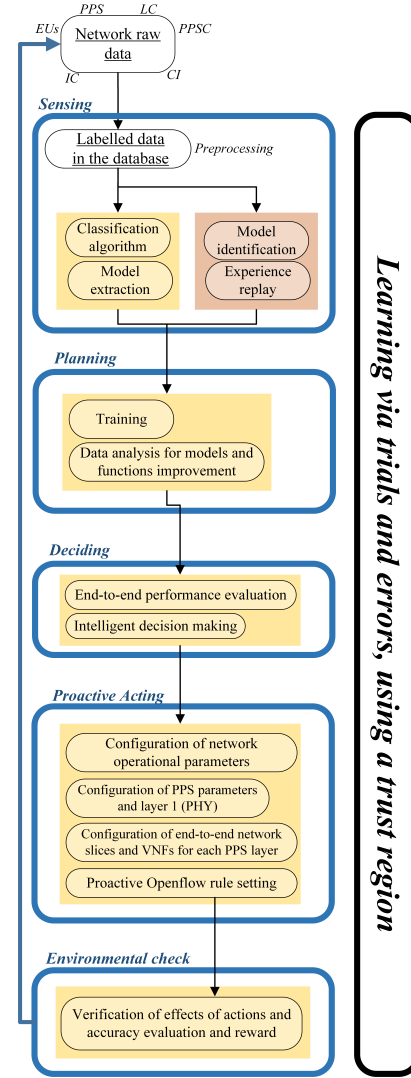 PPS LC
EUs Network raw PPSC
data
IC CI
Sensing
Labelled data
in the database
Preprocessing
Classification
algorithm
Model
extraction
Model
identification
Experience
replay
Planning
Training
Data analysis for models and
functions improvement
Deciding
End-to-end performance evaluation
Intelligent decision making
Proactive Acting
Configuration of network
operational parameters
Configuration of PPS parameters
and layer 1 (PHY)
Configuration of end-to-end network
slices and VNFs for each PPS layer
Proactive Openflow rule setting
Environmental check
Verification of effects of actions and
accuracy evaluation and reward
Learning via trials and errors, using a trust region